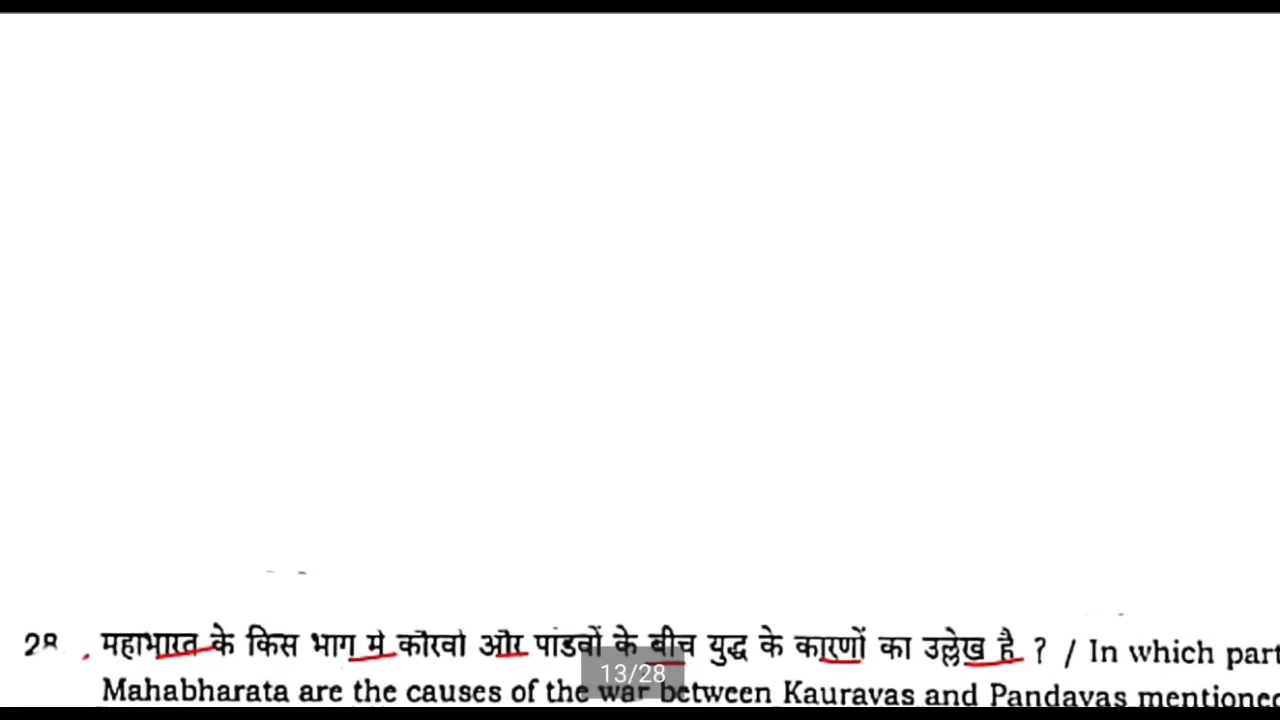 28. महाभारत के किस भाग में कौरवों और पांडवों के बीच युद्ध के कारणों का उल्लेख है ? / In which part
Mahabharata are the causes of the war between Kauravas and Pandavas mentioned
13/28